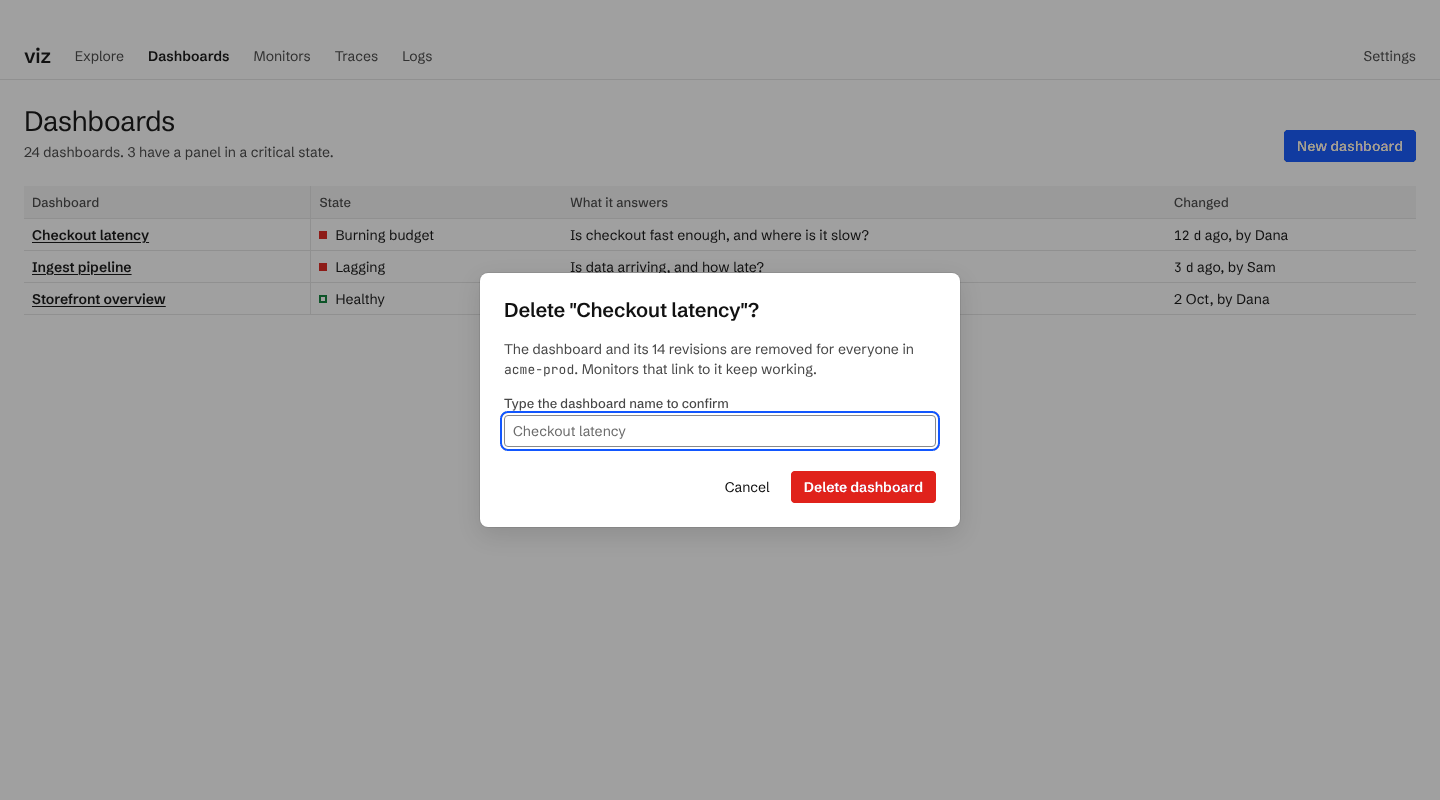 viz Explore Dashboards Monitors Traces Logs Settings
Dashboards
24 dashboards. 3 have a panel in a critical state.
New dashboard
Dashboard State What it answers Changed
Checkout latency Burning budget Is checkout fast enough, and where is it slow? 12 d ago, by Dana
Ingest pipeline Lagging Is data arriving, and how late? 3 d ago, by Sam
Storefront overview Healthy 2 Oct, by Dana
Delete "Checkout latency"?
The dashboard and its 14 revisions are removed for everyone in
acme-prod. Monitors that link to it keep working.
Type the dashboard name to confirm
Checkout latency
Cancel Delete dashboard